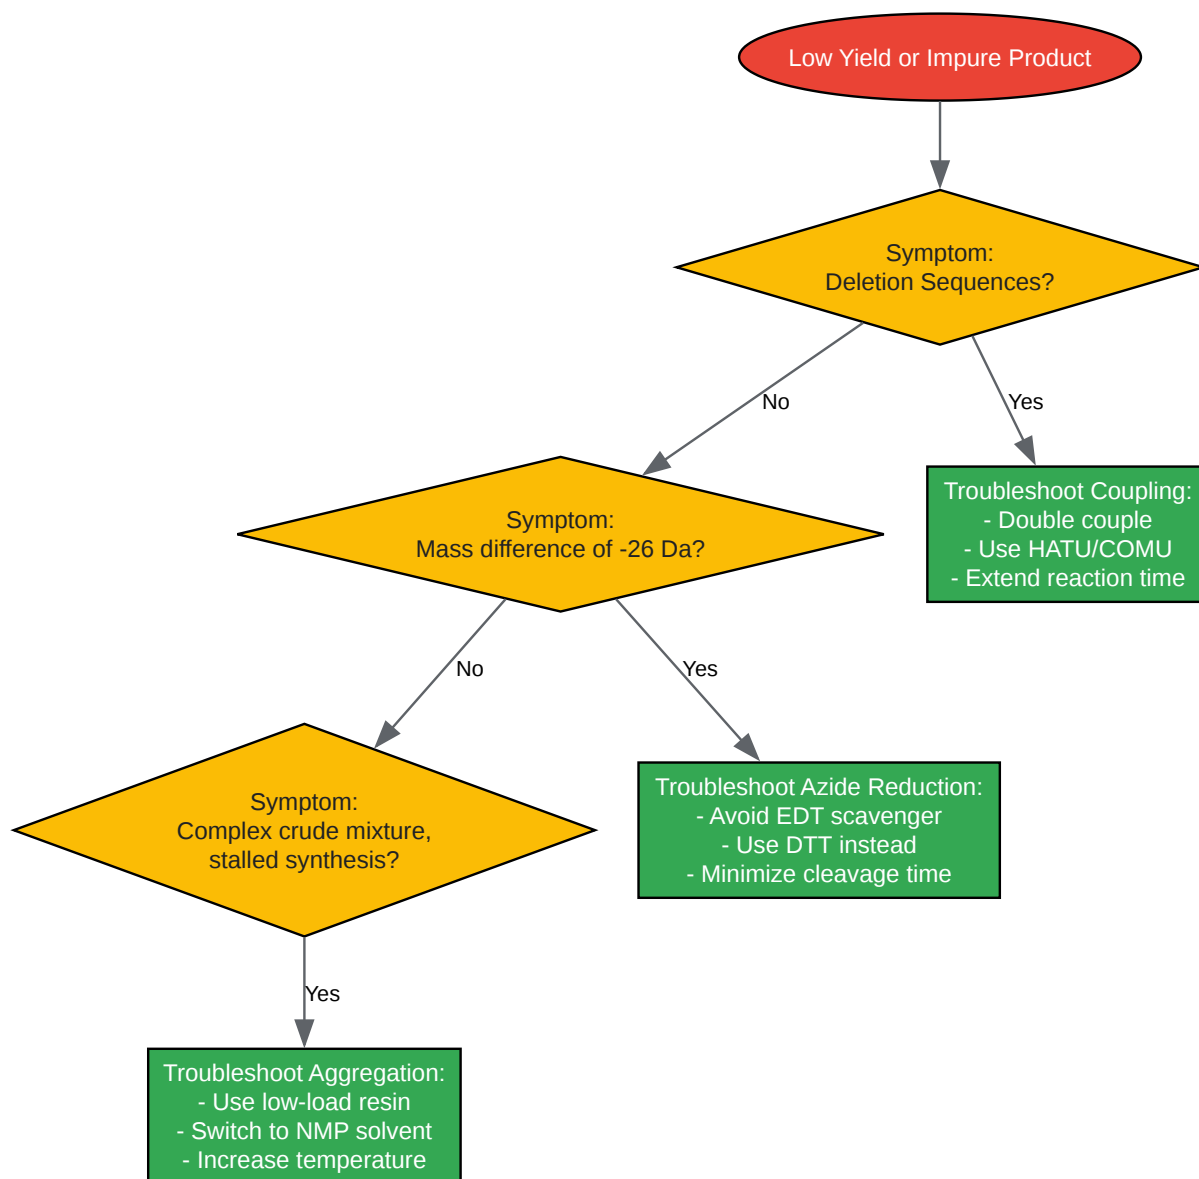 Low Yield or Impure Product
Symptom:
Deletion Sequences?
No
Yes
Troubleshoot Coupling:
- Double couple
- Use HATU/COMU
- Extend reaction time
Symptom:
Mass difference of -26 Da?
No
Yes
Troubleshoot Azide Reduction:
- Avoid EDT scavenger
- Use DTT instead
- Minimize cleavage time
Symptom:
Complex crude mixture,
stalled synthesis?
Yes
Troubleshoot Aggregation:
- Use low-load resin
- Switch to NMP solvent
- Increase temperature